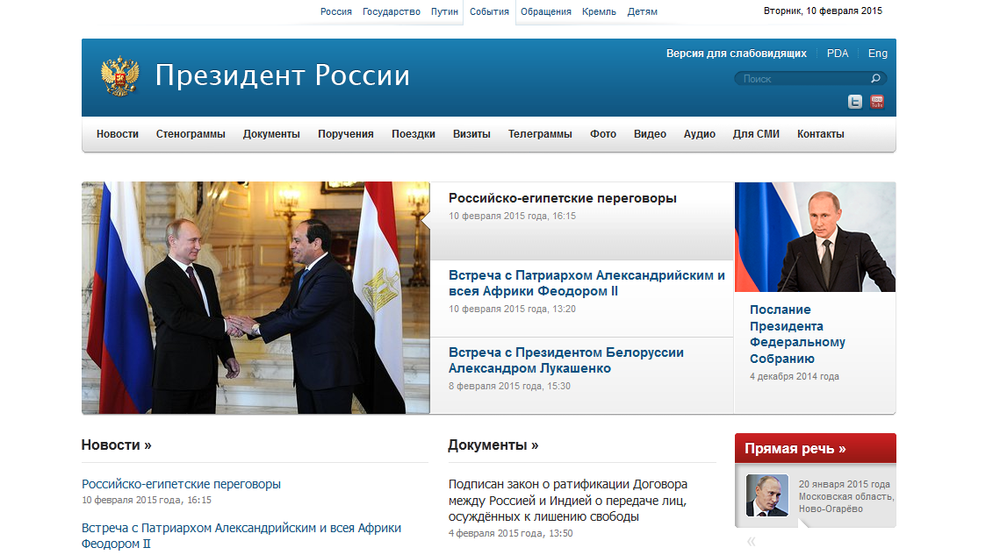 Россия Государство Путин События Обращения Кремль Детям
Вторник, 10 февраля 2015
Версия для слабовидящих PDA Eng
Президент России
Поиск
You Tube
Новости Стенограммы Документы Поручения Поездки Визиты Телеграммы Фото Видео Аудио Для СМИ Контакты
Российско-египетские переговоры
10 февраля 2015 года, 16:15
Встреча с Патриархом Александрийским и
всея Африки Феодором II
10 февраля 2015 года, 13:20
Встреча с Президентом Белоруссии
Александром Лукашенко
8 февраля 2015 года, 15:30
Послание
Президента
Федеральному
Собранию
4 декабря 2014 года
Новости »
Российско-египетские переговоры
10 февраля 2015 года, 16:15
Встреча с Патриархом Александрийским и всея Африки
Феодором II
Документы »
Подписан закон о ратификации Договора
между Россией и Индией о передаче лиц,
осуждённых к лишению свободы
4 февраля 2015 года, 13:50
Прямая речь »
20 января 2015 года
Московская область,
Ново-Огарёво
«